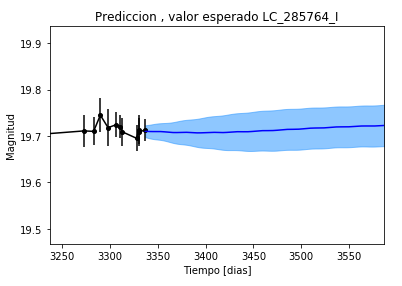 Prediccion , valor esperado LC_285764_I
Magnitud
19.9
19.8
19.7
19.6
19.5
3250 3300 3350 3400 3450 3500 3550
Tiempo [dias]